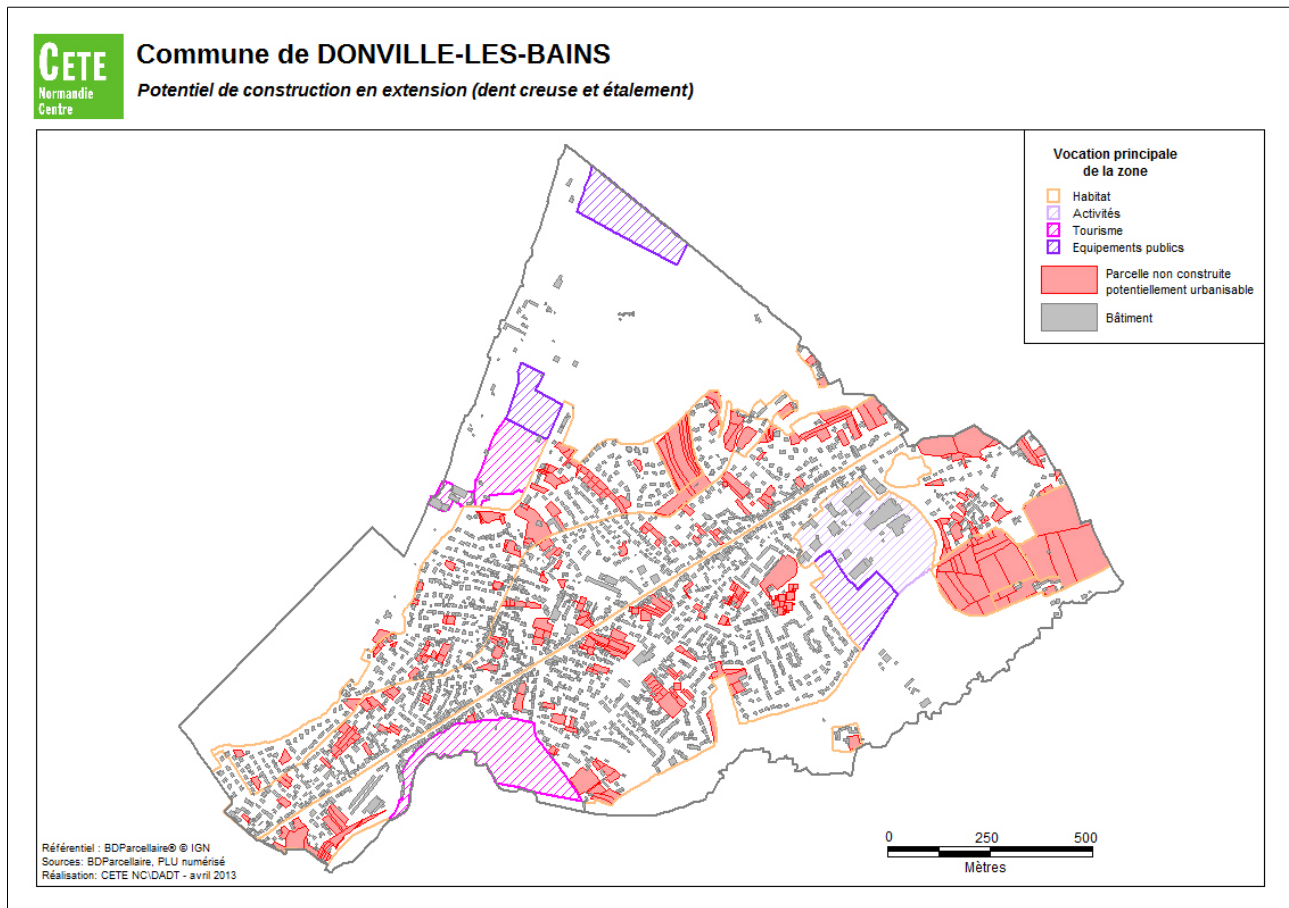 CETE
Normandie
Centre
Commune de DONVILLE-LES-BAINS
Potentiel de construction en extension (dent creuse et étalement)
Vocation principale
de la zone
Habitat
Activités
Tourisme
Equipements publics
Parcelle non construite
potentiellement urbanisable
Bâtiment
Référentiel : BDParcellaire® © IGN
Sources: BDParcellaire, PLU numérisé
Réalisation: CETE NC\DADT - avril 2013
0 250 500
Mètres